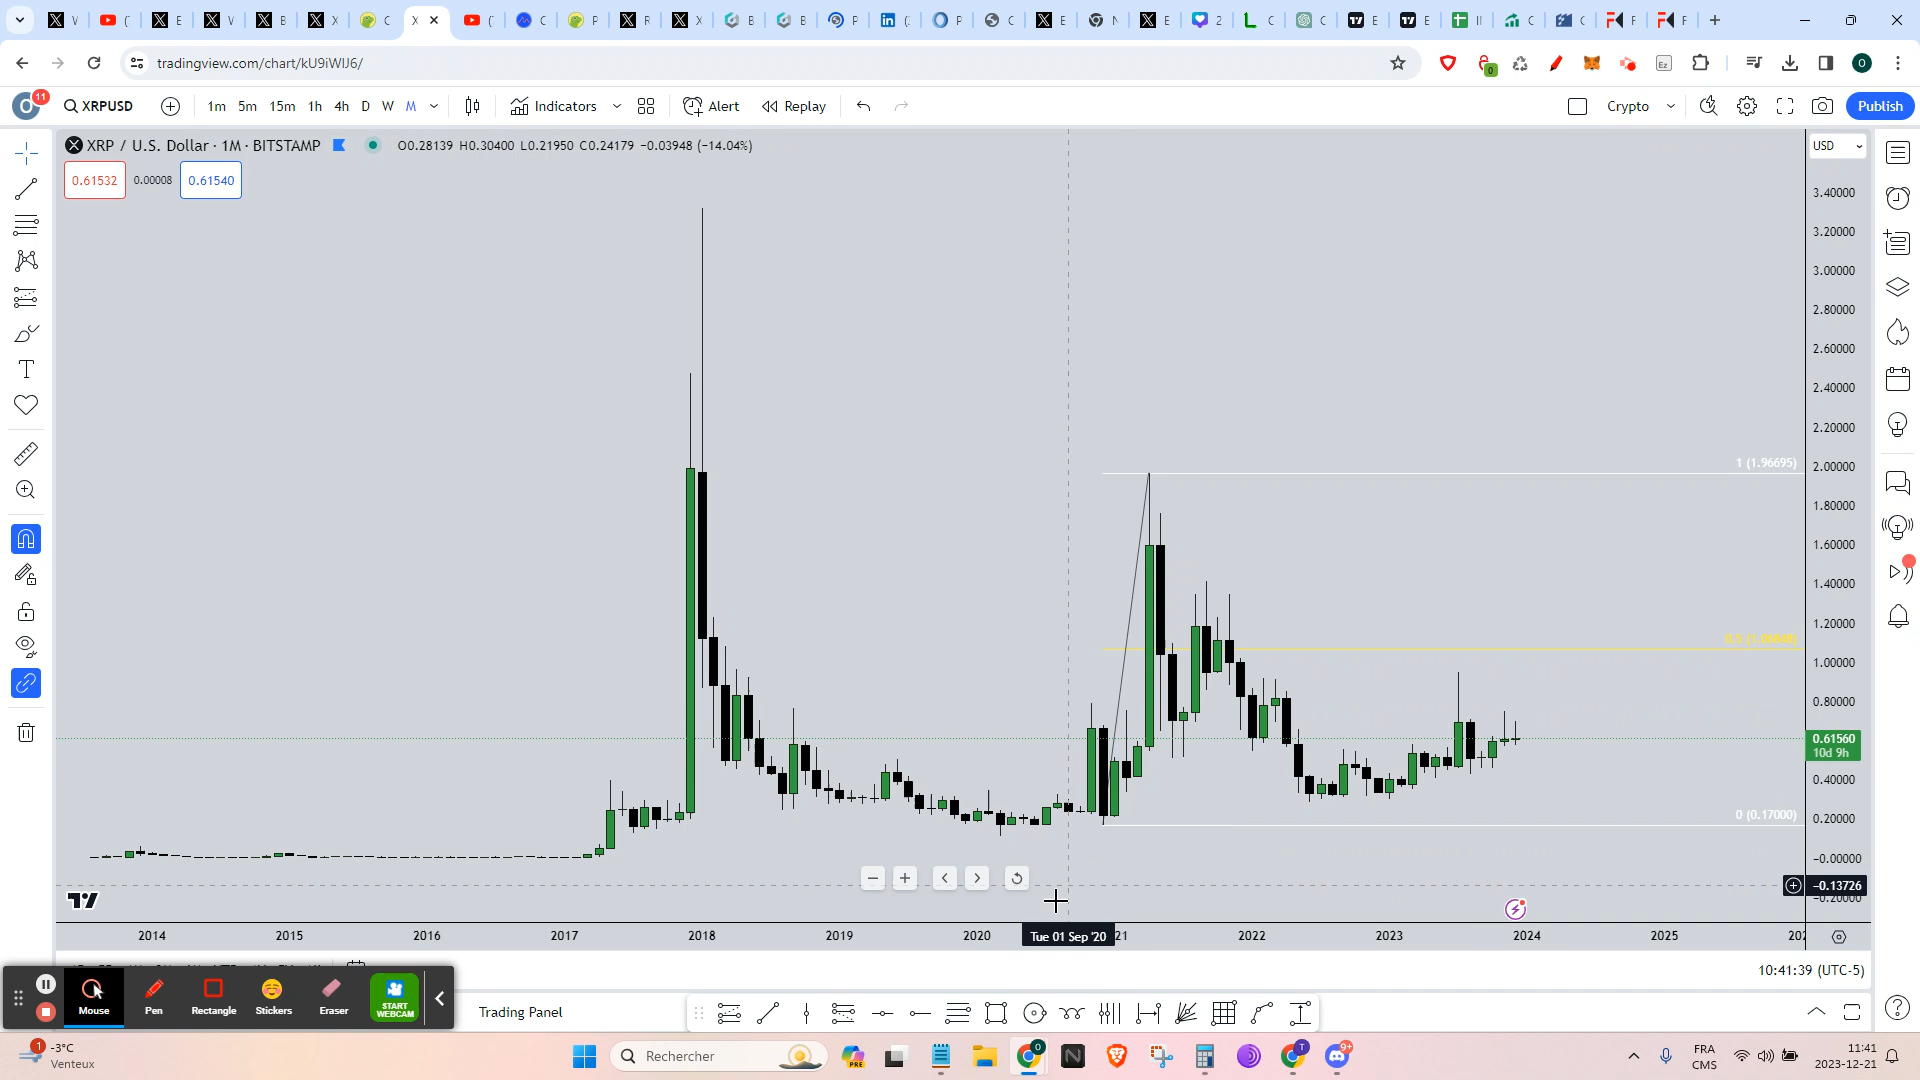 tradingview.com/chart/kU9iWIJ6/
XRPUSD
1m 5m 15m 1h 4h D W M
Indicators
Alert
Replay
Crypto
Publish
XRP / U.S. Dollar · 1M · BITSTAMP
O0.28139 H0.30400 L0.21950 C0.24179 -0.03948 (-14.04%)
0.61532
0.00008
0.61540
USD
3.40000
3.20000
3.00000
2.80000
2.60000
2.40000
2.20000
1 (1.96695)
2.00000
1.80000
1.60000
1.40000
1.20000
1.00000
0.80000
0.61560
10d 9h
0.40000
0 (0.17000)
0.20000
-0.00000
-0.13726
-0.20000
2014 2015 2016 2017 2018 2019 2020 Tue 01 Sep '20 21 2022 2023 2024 2025
10:41:39 (UTC-5)
Mouse
Pen
Rectangle
Stickers
Eraser
START
WEBCAM
Trading Panel
-3°C
Venteux
Rechercher
FRA
CMS
11:41
2023-12-21